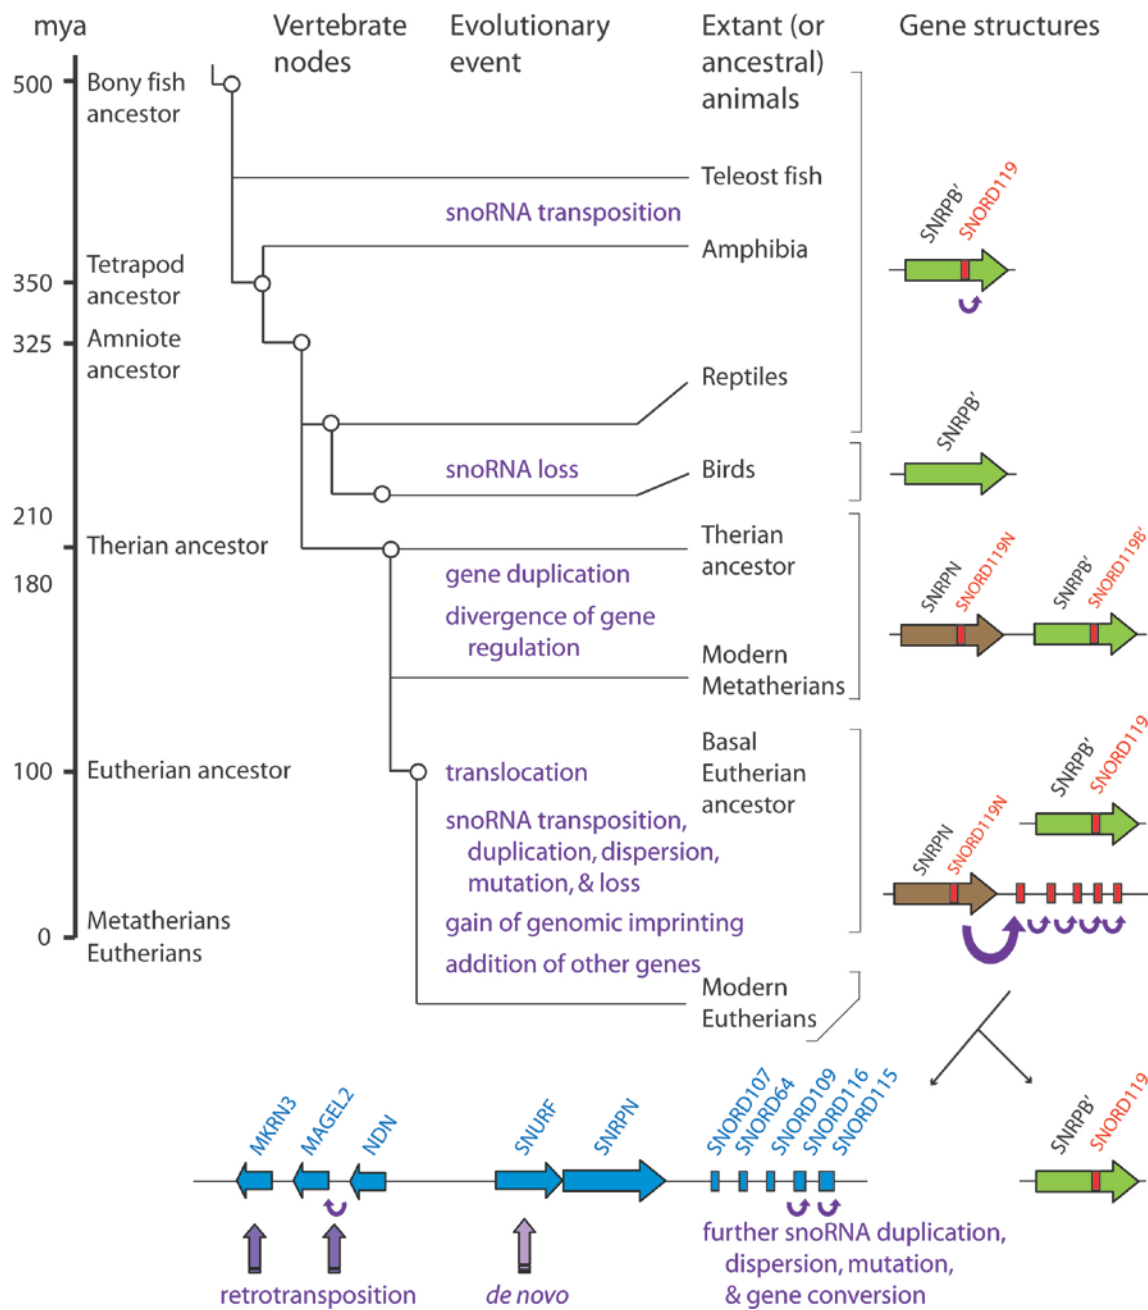 mya
Vertebrate
nodes
Evolutionary
event
Extant (or
ancestral)
animals
Gene structures
500
Bony fish
ancestor
Teleost fish
snoRNA transposition
SNRPB′
SNORD119
Amphibia
350
Tetrapod
ancestor
325
Amniote
ancestor
Reptiles
SNRPB′
snoRNA loss
Birds
210
Therian ancestor
180
Therian
ancestor
gene duplication
divergence of gene
regulation
SNRPN
SNORD119N
SNRPB′
SNORD119B′
Modern
Metatherians
Basal
Eutherian
ancestor
100
Eutherian ancestor
translocation
SNRPB′
SNORD119
snoRNA transposition,
duplication, dispersion,
mutation, & loss
SNRPN
SNORD119N
0
Metatherians
Eutherians
gain of genomic imprinting
addition of other genes
Modern
Eutherians
MKRN3
MAGEL2
NDN
SNURF
SNRPN
SNORD107
SNORD64
SNORD109
SNORD116
SNORD115
SNRPB′
SNORD119
further snoRNA duplication,
dispersion, mutation,
& gene conversion
retrotransposition
de novo